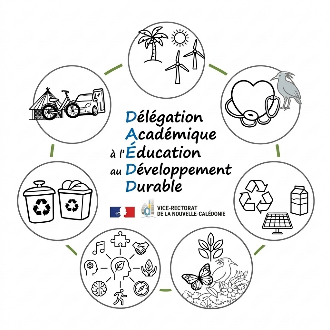 Délégation
Académique
à l'Éducation
au Développement
Durable
VICE-RECTORAT
DE LA NOUVELLE-CALÉDONIE